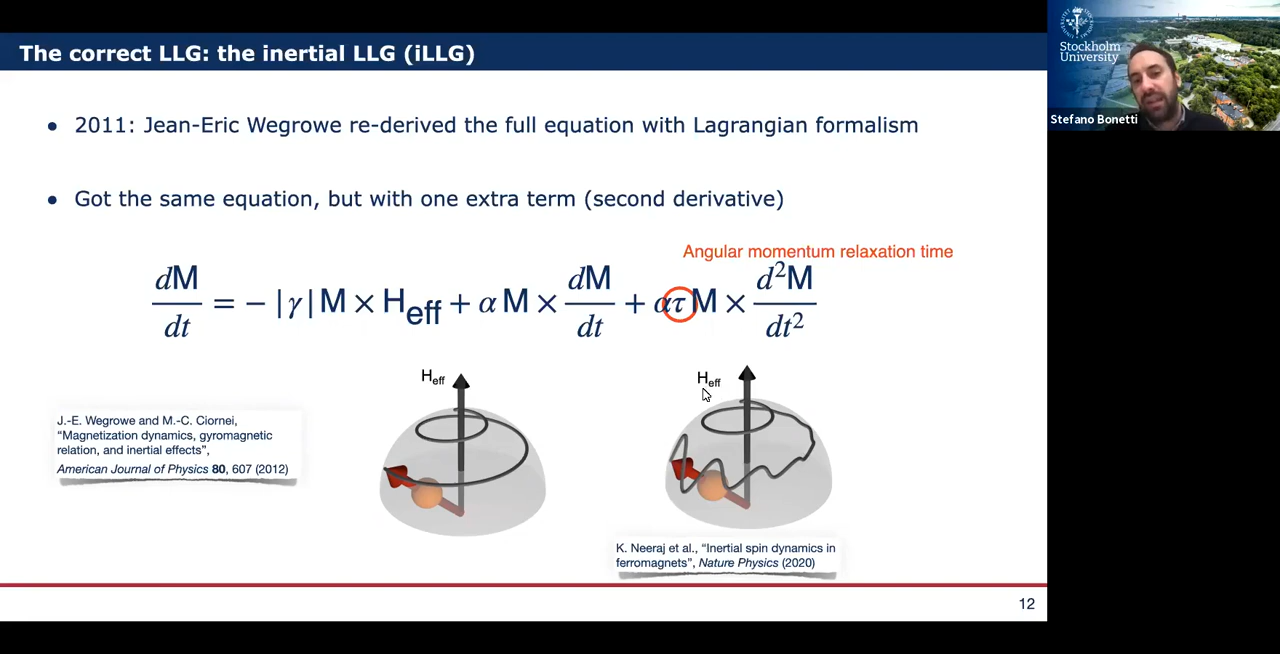 The correct LLG: the inertial LLG (iLLG)
• 2011: Jean-Eric Wegrowe re-derived the full equation with Lagrangian formalism
• Got the same equation, but with one extra term (second derivative)
Angular momentum relaxation time
dM/dt = − |γ| M × H_eff + α M × dM/dt + ατ M × d²M/dt²
H_eff
H_eff
J.-E. Wegrowe and M.-C. Ciornei,
“Magnetization dynamics, gyromagnetic
relation, and inertial effects”,
American Journal of Physics 80, 607 (2012)
K. Neeraj et al., “Inertial spin dynamics in
ferromagnets”, Nature Physics (2020)
12
Stockholm
University
Stefano Bonetti